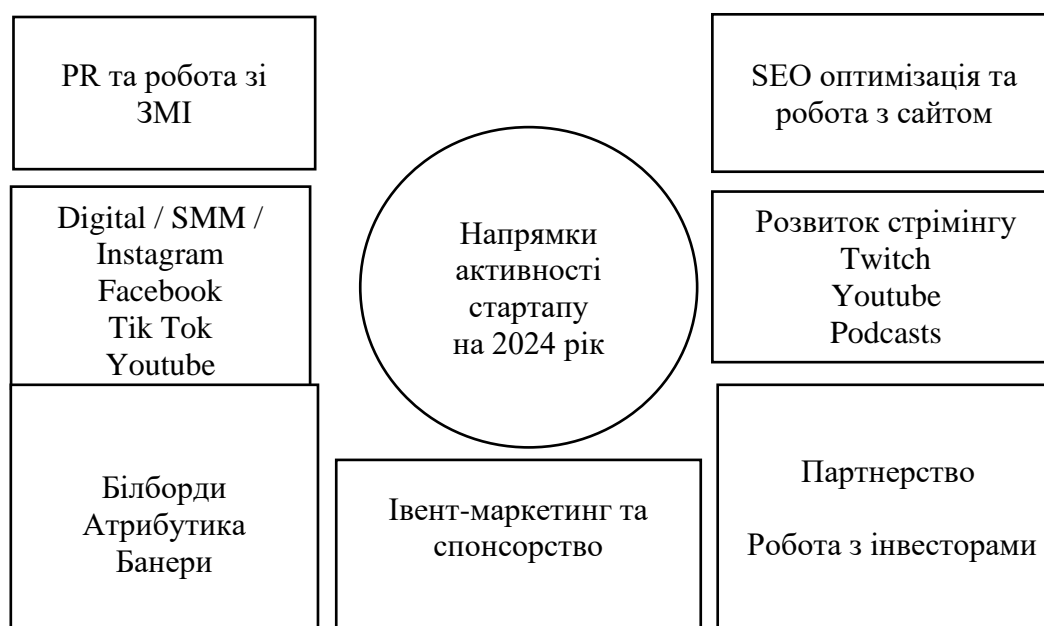 PR та робота зі
ЗМІ
SEO оптимізація та
робота з сайтом
Digital / SMM /
Instagram
Facebook
Tik Tok
Youtube
Напрямки
активності
стартапу
на 2024 рік
Розвиток стрімінгу
Twitch
Youtube
Podcasts
Білборди
Атрибутика
Банери
Івент-маркетинг та
спонсорство
Партнерство
Робота з інвесторами